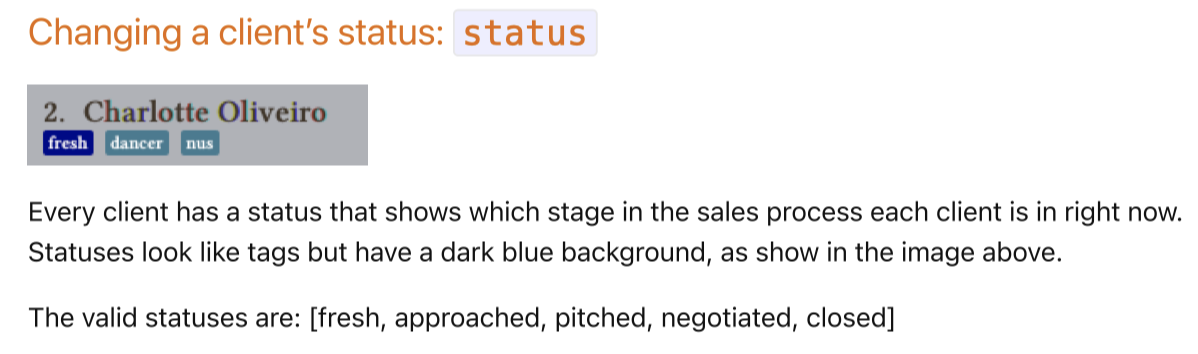 Changing a client's status: status
2. Charlotte Oliveiro
fresh dancer nus
Every client has a status that shows which stage in the sales process each client is in right now.
Statuses look like tags but have a dark blue background, as show in the image above.
The valid statuses are: [fresh, approached, pitched, negotiated, closed]